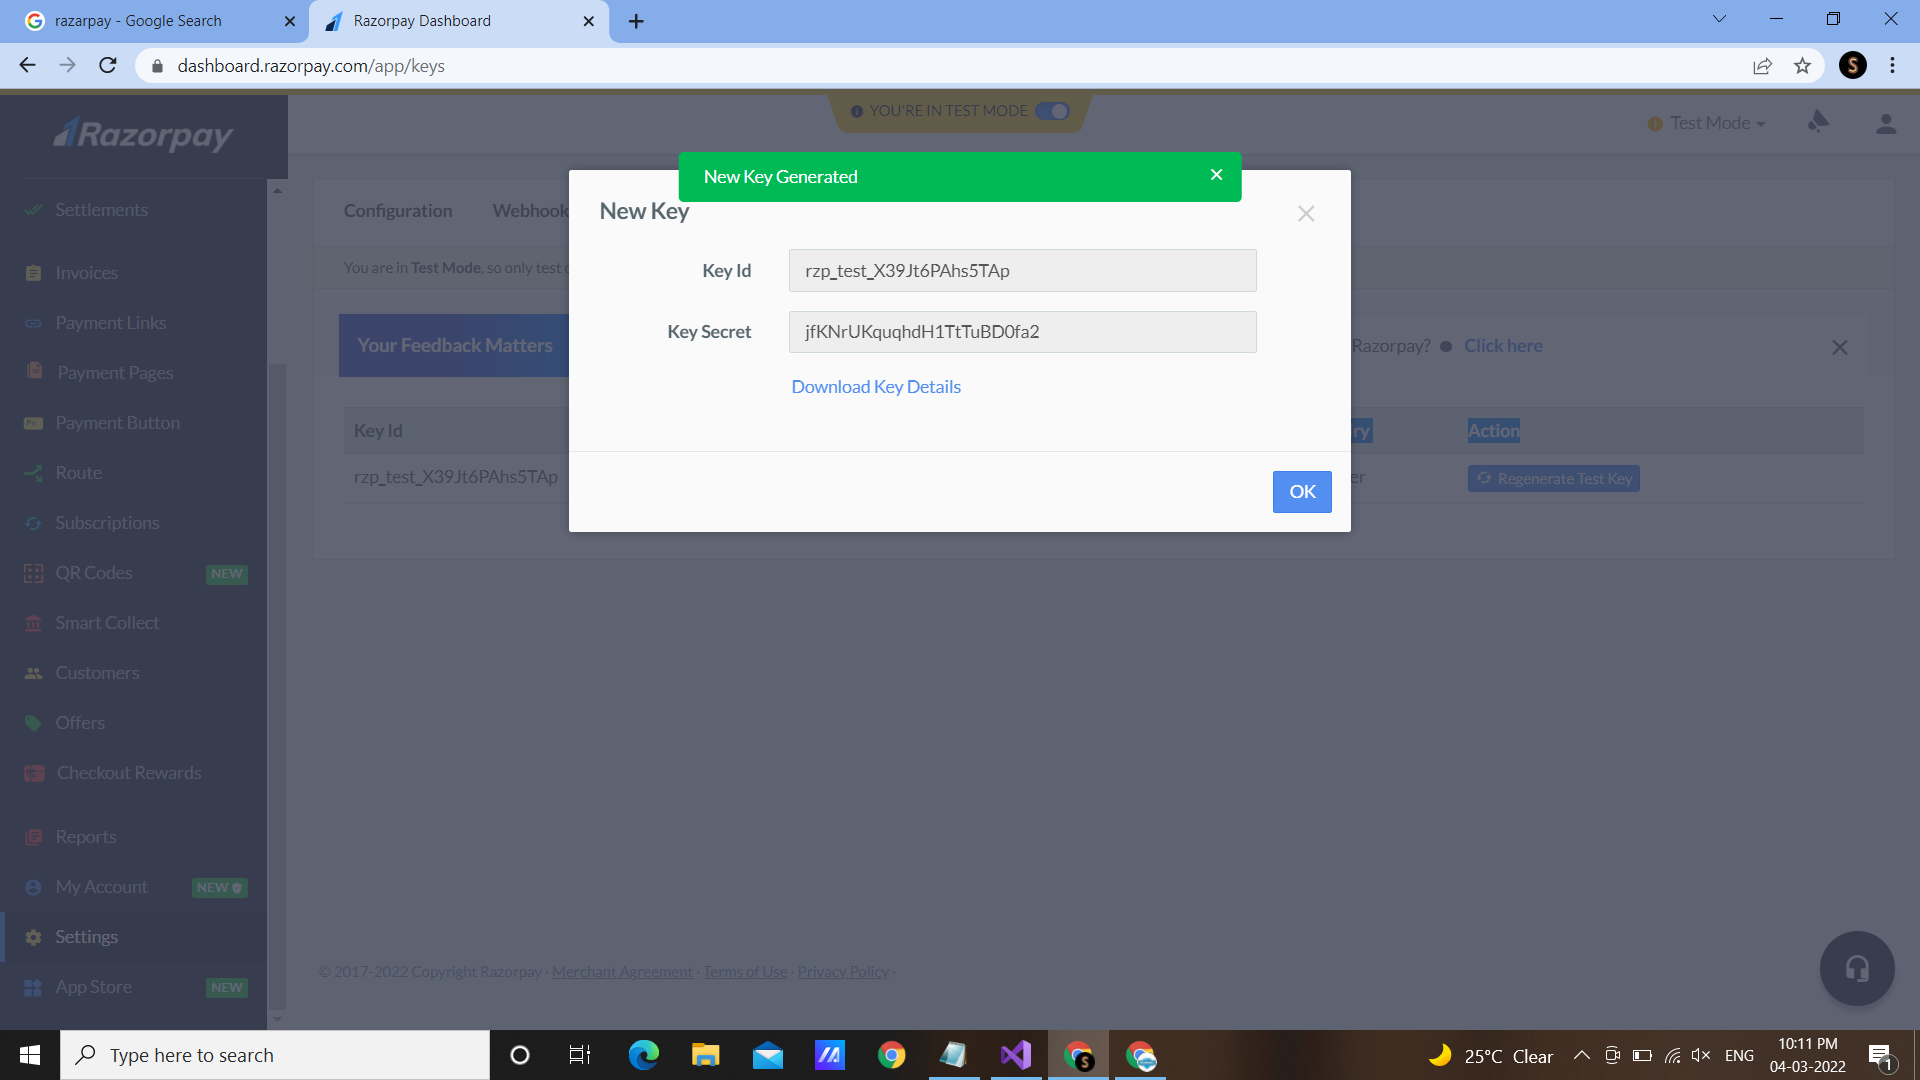 razarpay - Google Search
Razorpay Dashboard
dashboard.razorpay.com/app/keys
S
YOU'RE IN TEST MODE
Razorpay
Test Mode
New Key Generated
Settlements
Configuration
Webhook
New Key
Invoices
You are in Test Mode, so only test
Key Id
rzp_test_X39Jt6PAhs5TAp
Payment Links
Key Secret
jfKNrUKquqhdH1TtTuBD0fa2
Your Feedback Matters
Razorpay?
Click here
Payment Pages
Download Key Details
Payment Button
Key Id
ry
Action
Route
rzp_test_X39Jt6PAhs5TAp
er
Regenerate Test Key
OK
Subscriptions
QR Codes
NEW
Smart Collect
Customers
Offers
Checkout Rewards
Reports
My Account
NEW
Settings
© 2017-2022 Copyright Razorpay · Merchant Agreement · Terms of Use · Privacy Policy ·
App Store
NEW
Type here to search
25°C Clear
ENG
10:11 PM
04-03-2022
1